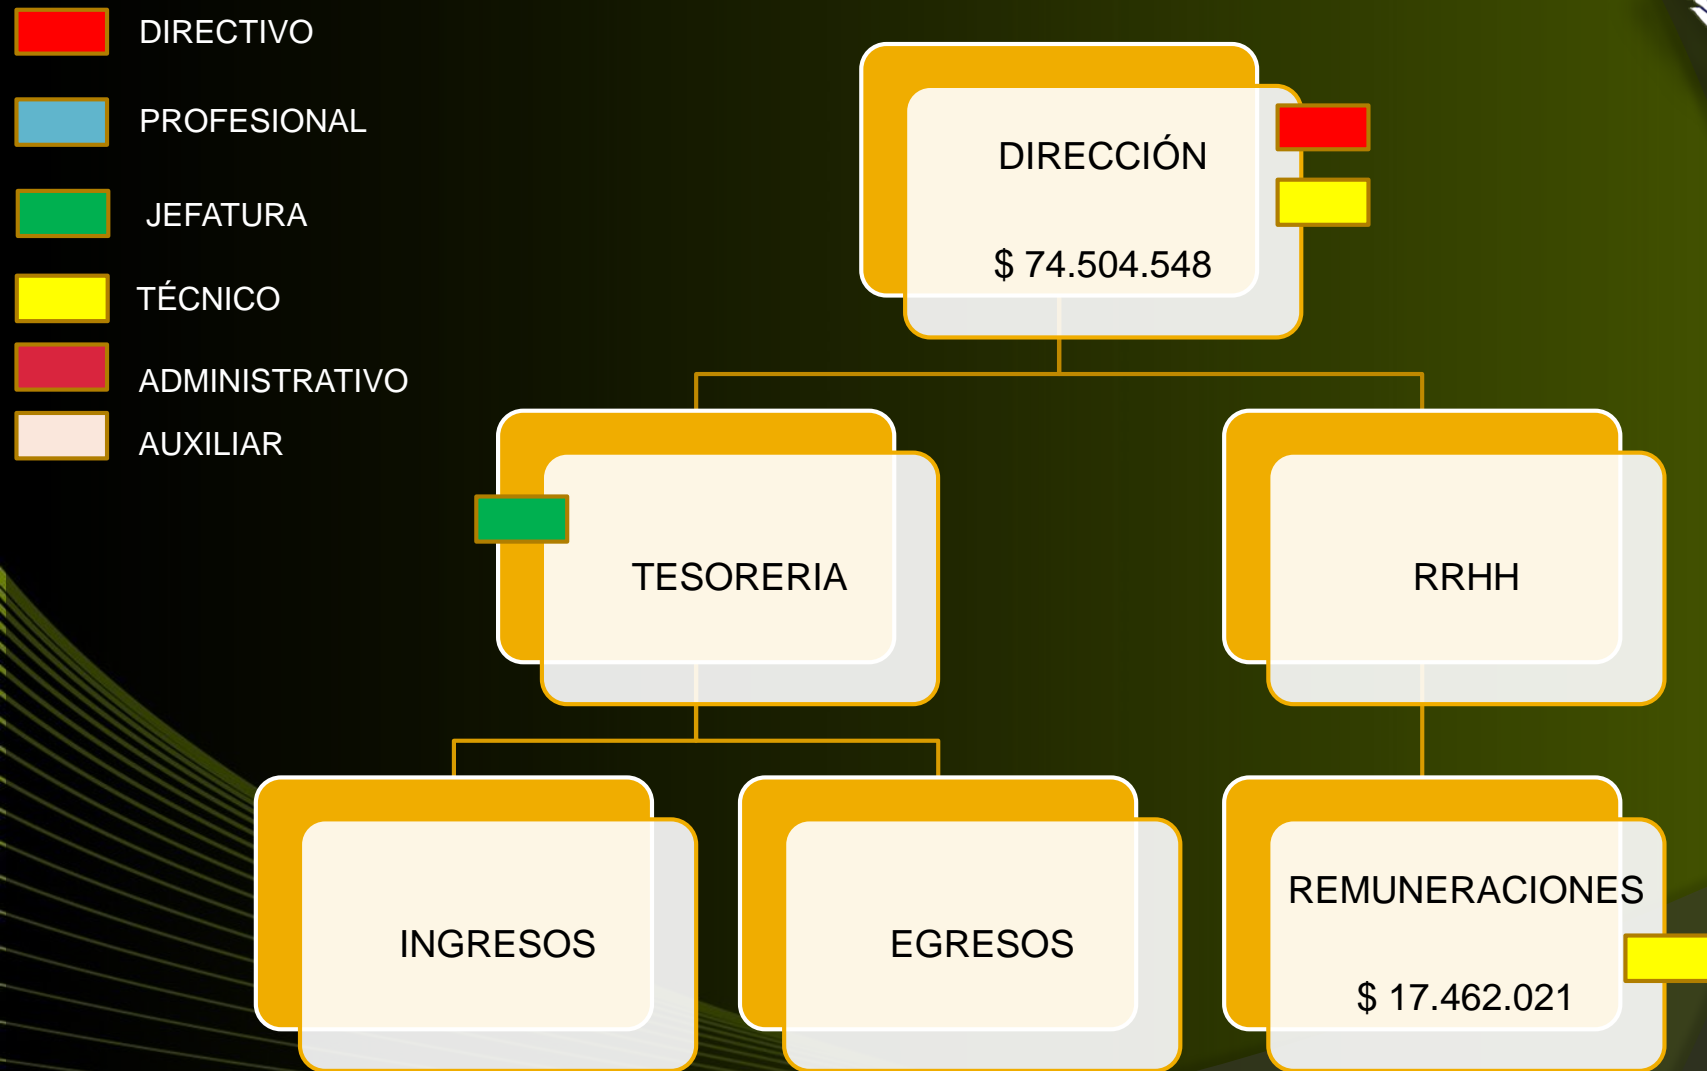 DIRECTIVO
PROFESIONAL
JEFATURA
TÉCNICO
ADMINISTRATIVO
AUXILIAR
DIRECCIÓN
$ 74.504.548
TESORERIA
RRHH
INGRESOS
EGRESOS
REMUNERACIONES
$ 17.462.021